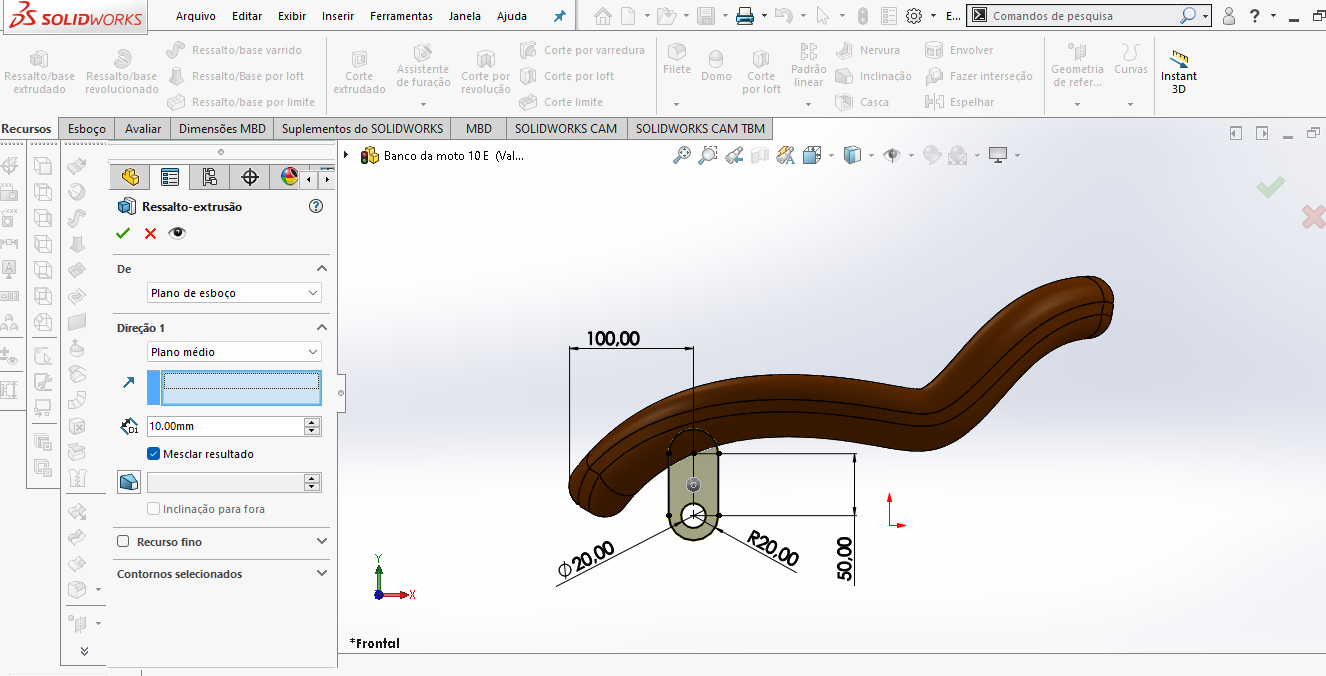 SOLIDWORKS
Arquivo Editar Exibir Inserir Ferramentas Janela Ajuda
E...
Comandos de pesquisa
?
Ressalto/base extrudado
Ressalto/base revolucionado
Ressalto/base varrido
Ressalto/Base por loft
Ressalto/base por limite
Corte extrudado
Assistente de furação
Corte por revolução
Corte por varredura
Corte por loft
Corte limite
Filete
Domo
Corte por loft
Padrão linear
Nervura
Inclinação
Casca
Envolver
Fazer interseção
Espelhar
Geometria de refer...
Curvas
Instant 3D
Recursos Esboço Avaliar Dimensões MBD Suplementos do SOLIDWORKS MBD SOLIDWORKS CAM SOLIDWORKS CAM TBM
Banco da moto 10 E (Val...
Ressalto-extrusão
De
Plano de esboço
Direção 1
Plano médio
D1
10.00mm
Mesclar resultado
Inclinação para fora
Recurso fino
Contornos selecionados
100,00
∅20,00
R20,00
50,00
Y
X
*Frontal